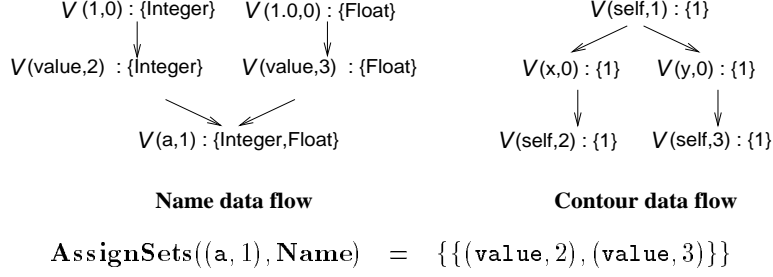 V(1,0) : {Integer} V(1.0,0) : {Float} V(self,1) : {1}
V(value,2) : {Integer} V(value,3) : {Float} V(x,0) : {1} V(y,0) : {1}
V(a,1) : {Integer,Float} V(self,2) : {1} V(self,3) : {1}
Name data flow Contour data flow
AssignSets((a, 1), Name) = {{(value, 2), (value, 3)}}